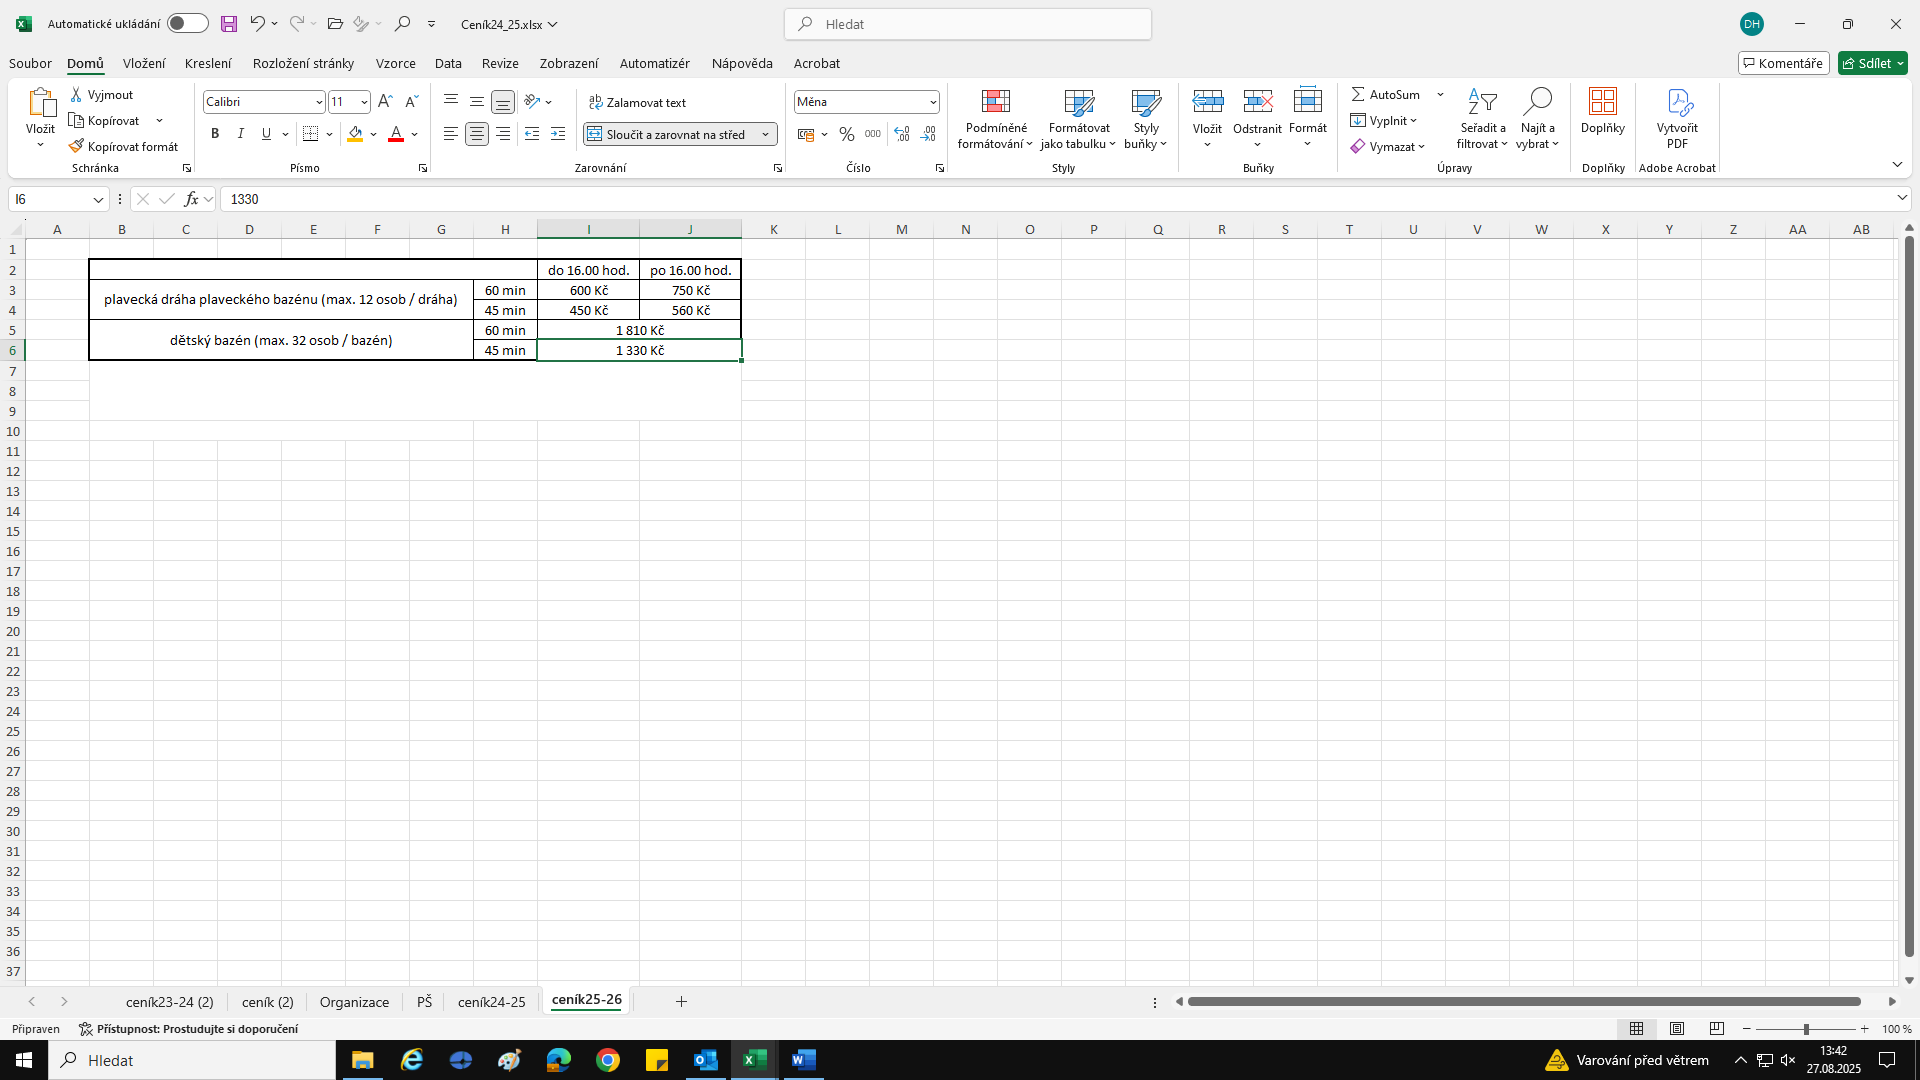 Automatické ukládání
Ceník24_25.xlsx
Hledat
DH
Soubor Domů Vložení Kreslení Rozložení stránky Vzorce Data Revize Zobrazení Automatizér Nápověda Acrobat
Komentáře Sdílet
Vložit
Vyjmout
Kopírovat
Kopírovat formát
Schránka
Calibri 11
B I U
Písmo
Zalamovat text
Sloučit a zarovnat na střed
Zarovnání
Měna
% 000
Číslo
Podmíněné formátování
Formátovat jako tabulku
Styly buňky
Styly
Vložit Odstranit Formát
Buňky
AutoSum
Vyplnit
Vymazat
Seřadit a filtrovat
Najít a vybrat
Úpravy
Doplňky
Doplňky
Vytvořit PDF
Adobe Acrobat
I6 fx 1330
A B C D E F G H I J K L M N O P Q R S T U V W X Y Z AA AB
1
2 do 16.00 hod. po 16.00 hod.
3 60 min 600 Kč 750 Kč
plavecká dráha plaveckého bazénu (max. 12 osob / dráha)
4 45 min 450 Kč 560 Kč
5 60 min 1 810 Kč
dětský bazén (max. 32 osob / bazén)
6 45 min 1 330 Kč
7
8
9
10
11
12
13
14
15
16
17
18
19
20
21
22
23
24
25
26
27
28
29
30
31
32
33
34
35
36
37
ceník23-24 (2) ceník (2) Organizace PŠ ceník24-25 ceník25-26
Připraven Přístupnost: Prostudujte si doporučení 100 %
Hledat
Varování před větrem
13:42
27.08.2025